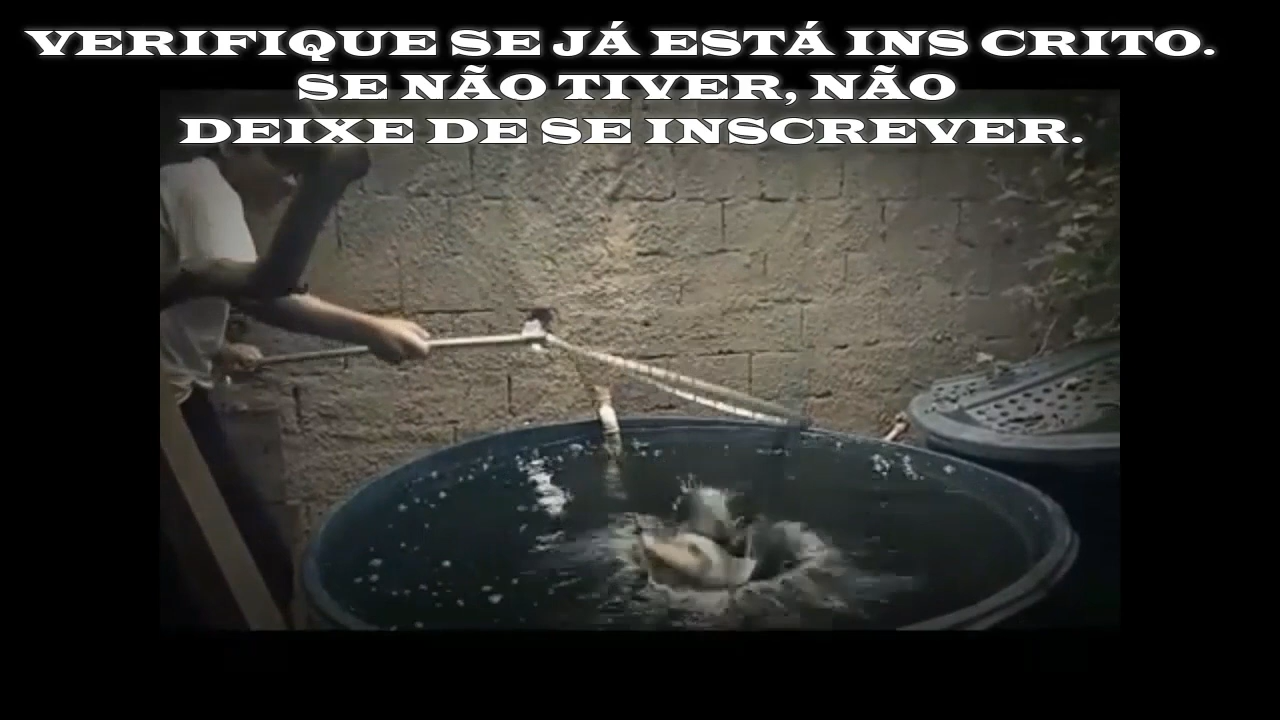 VERIFIQUE SE JÁ ESTÁ INS CRITO.
SE NÃO TIVER, NÃO
DEIXE DE SE INSCREVER.